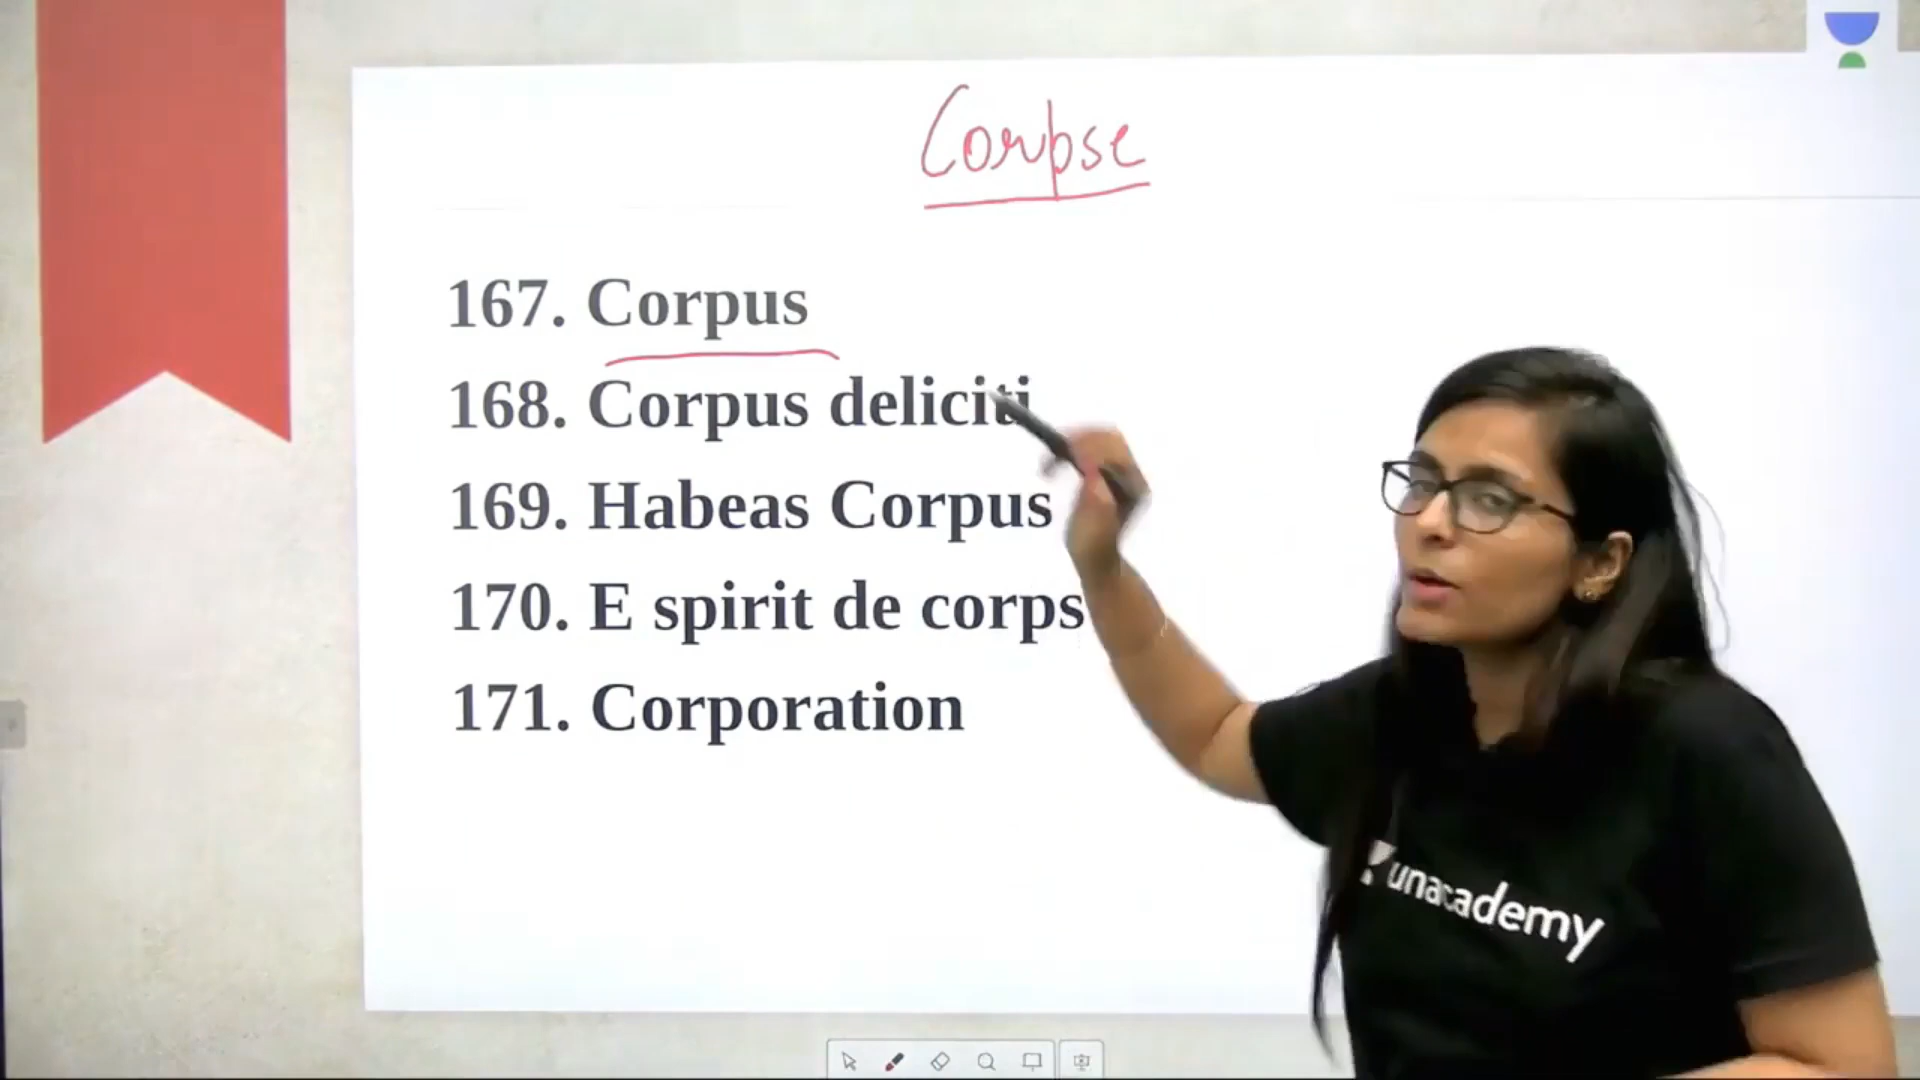 Corpse
167. Corpus
168. Corpus deliciti
169. Habeas Corpus
170. E spirit de corps
171. Corporation
unacademy